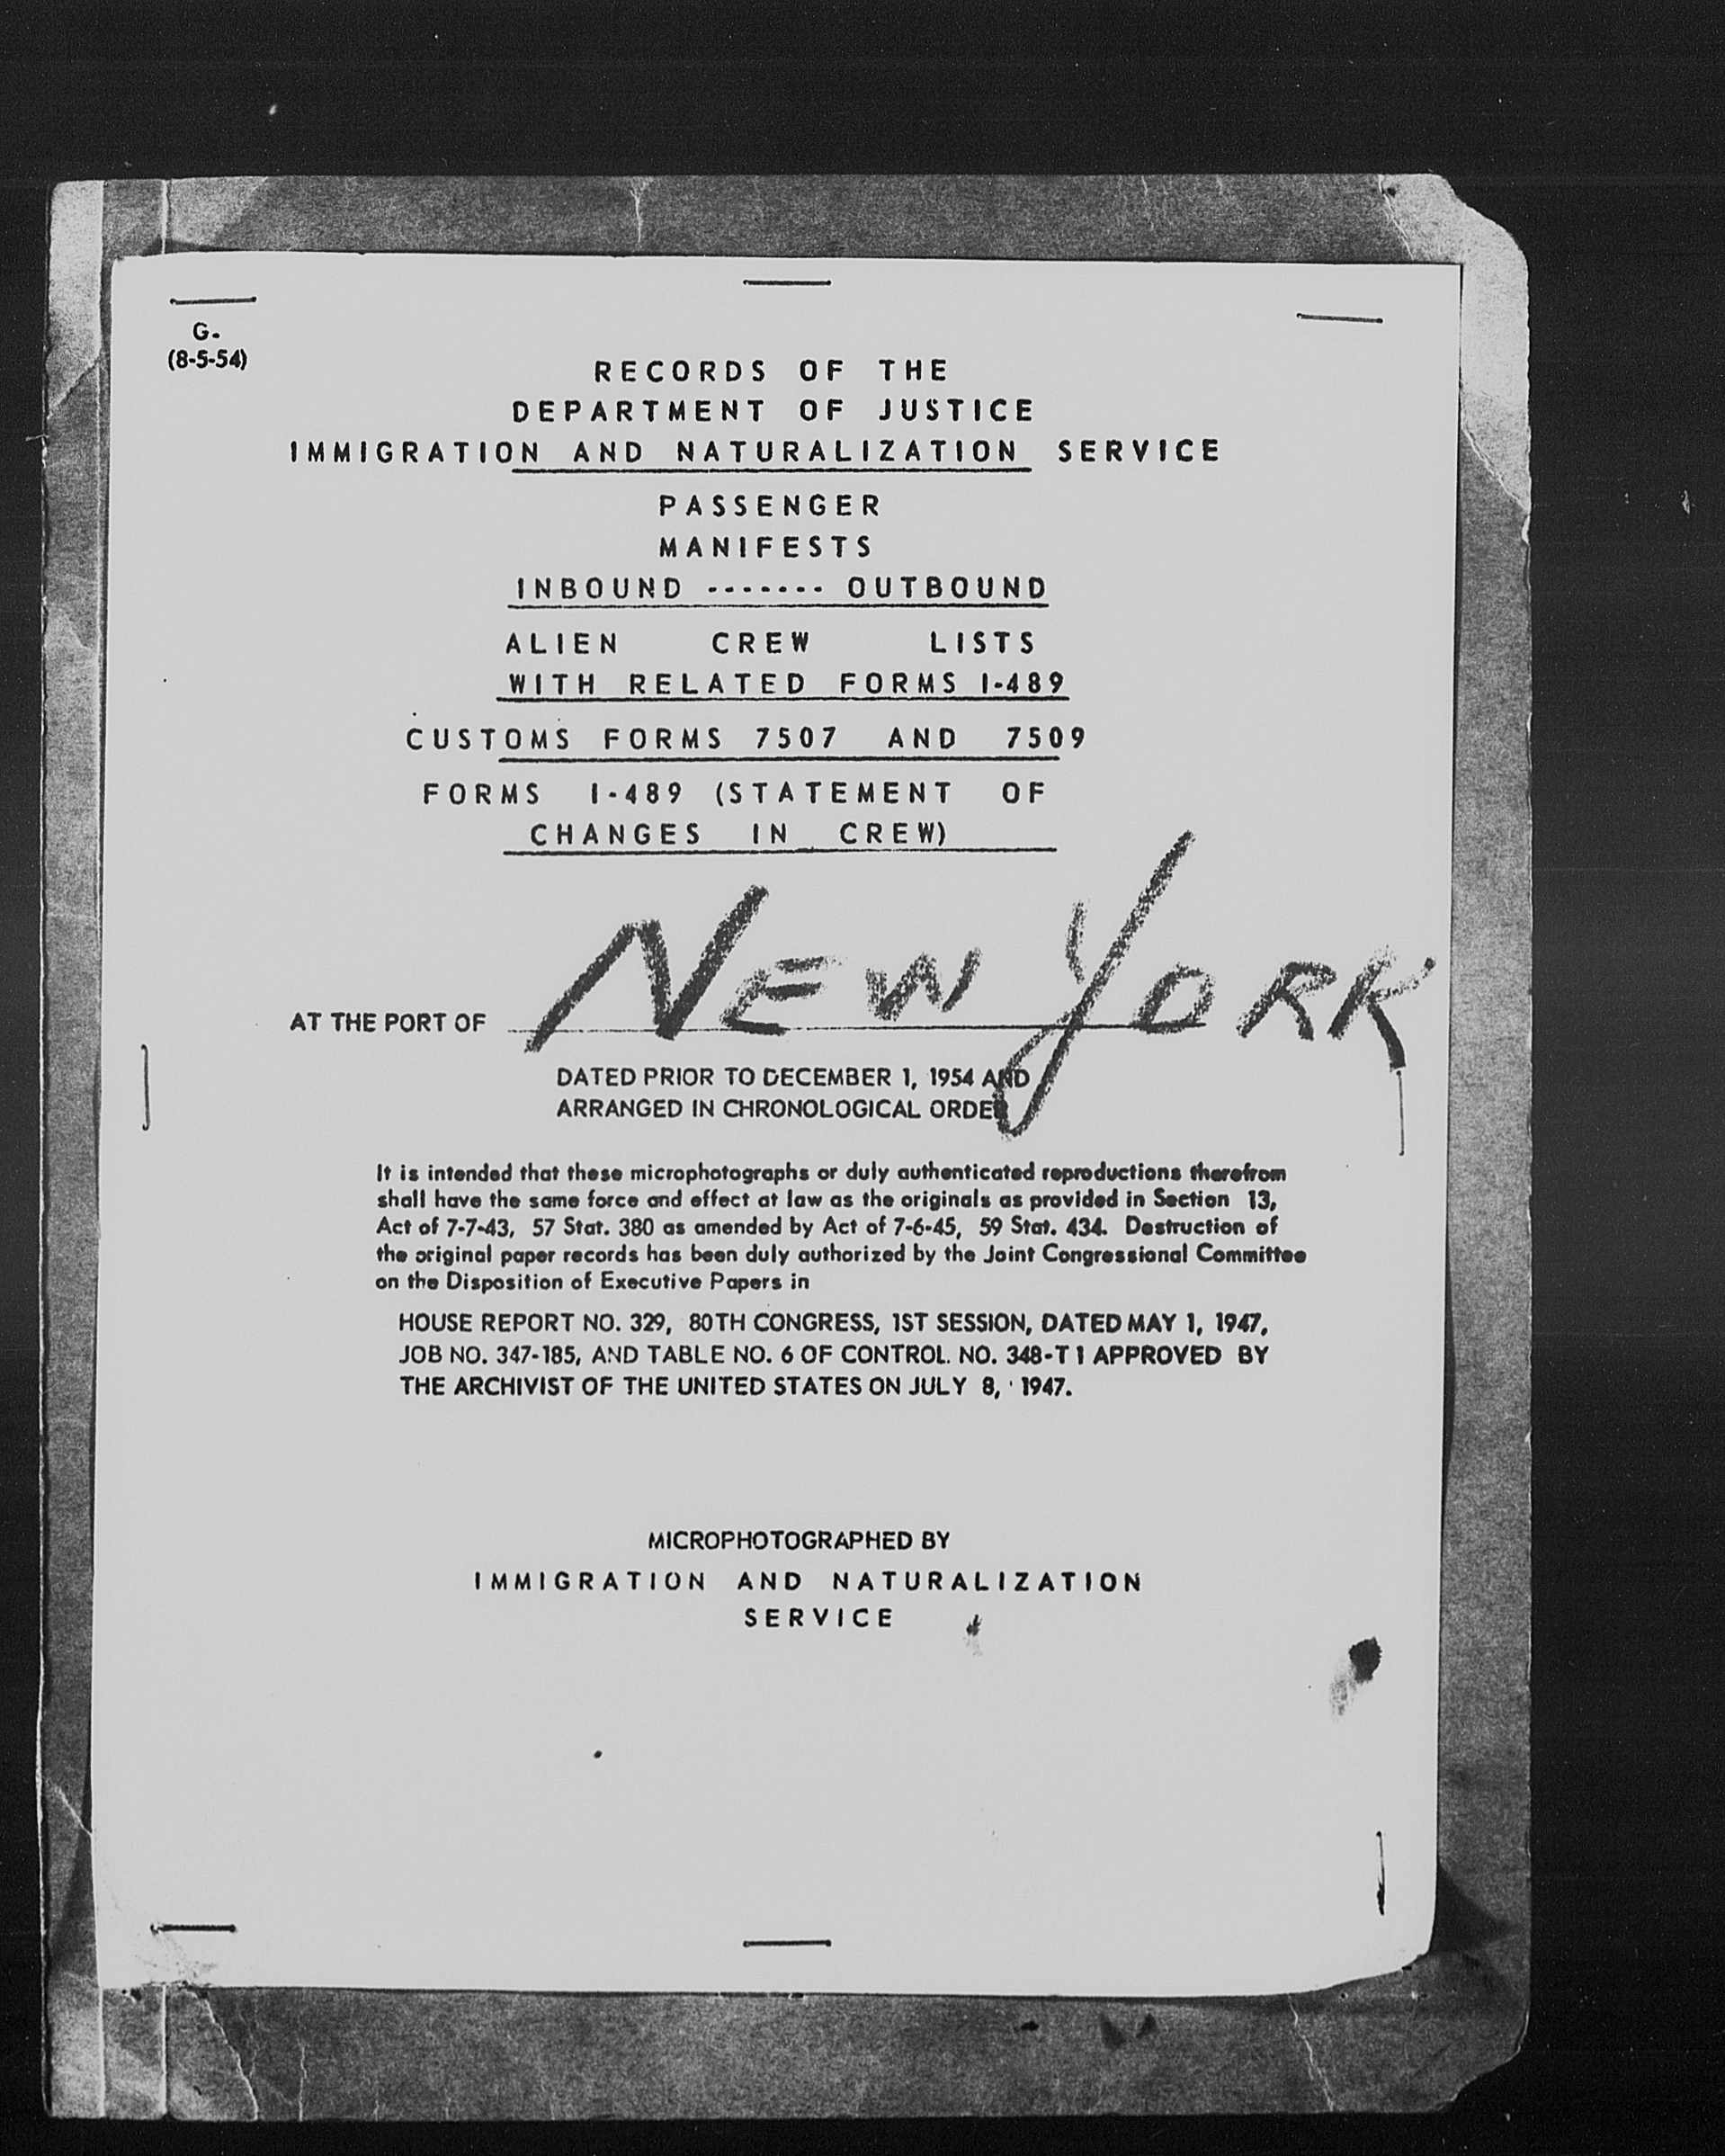 G-
(8-5-54)
RECORDS OF THE
DEPARTMENT OF JUSTICE
IMMIGRATION AND NATURALIZATION SERVICE
PASSENGER
MANIFESTS
INBOUND ------- OUTBOUND
ALIEN CREW LISTS
WITH RELATED FORMS I-489
CUSTOMS FORMS 7507 AND 7509
FORMS I-489 (STATEMENT OF
CHANGES IN CREW)
AT THE PORT OF NEW YORK
DATED PRIOR TO DECEMBER 1, 1954 AND
ARRANGED IN CHRONOLOGICAL ORDER
It is intended that these microphotographs or duly authenticated reproductions therefrom
shall have the same force and effect at law as the originals as provided in Section 13,
Act of 7-7-43, 57 Stat. 380 as amended by Act of 7-6-45, 59 Stat. 434. Destruction of
the original paper records has been duly authorized by the Joint Congressional Committee
on the Disposition of Executive Papers in
HOUSE REPORT NO. 329, 80TH CONGRESS, 1ST SESSION, DATED MAY 1, 1947,
JOB NO. 347-185, AND TABLE NO. 6 OF CONTROL. NO. 348-T1 APPROVED BY
THE ARCHIVIST OF THE UNITED STATES ON JULY 8, 1947.
MICROPHOTOGRAPHED BY
IMMIGRATION AND NATURALIZATION
SERVICE